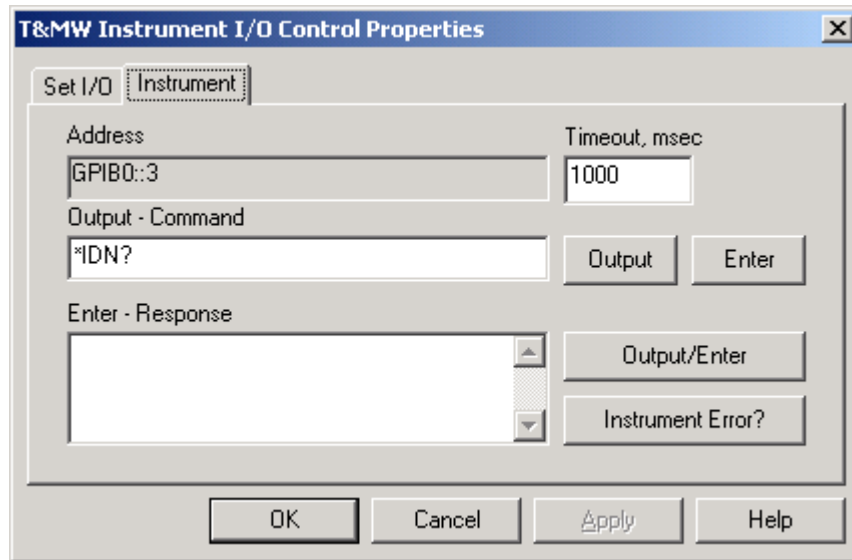 T&MW Instrument I/O Control Properties
Set I/O Instrument
Address
Timeout, msec
GPIB0::3
1000
Output - Command
*IDN?
Output Enter
Enter - Response
Output/Enter
Instrument Error?
OK Cancel Apply Help